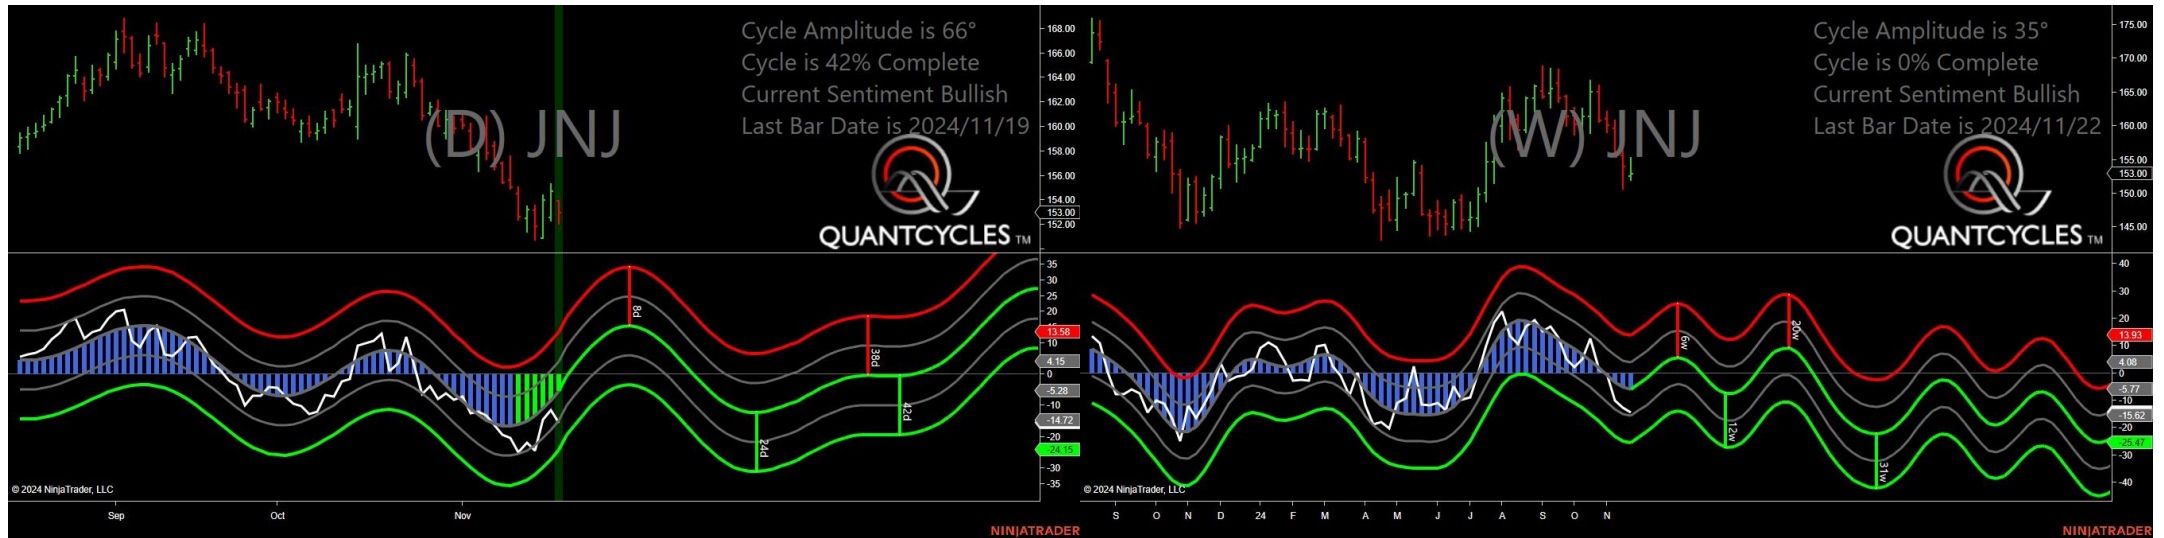 Cycle Amplitude is 66°
Cycle is 42% Complete
Current Sentiment Bullish
Last Bar Date is 2024/11/19
(D) JNJ
QUANTCYCLES TM
168.00
166.00
164.00
162.00
160.00
158.00
156.00
154.00
153.00
152.00
35
30
25
20
15
13.58
10
4.15
0
-5.28
-10
-14.72
-20
-24.15
-30
-35
8d
24d
38d
42d
© 2024 NinjaTrader, LLC
Sep Oct Nov
NINJATRADER
Cycle Amplitude is 35°
Cycle is 0% Complete
Current Sentiment Bullish
Last Bar Date is 2024/11/22
(W) JNJ
QUANTCYCLES TM
175.00
170.00
165.00
160.00
155.00
153.00
150.00
145.00
40
30
20
13.93
10
4.08
0
-5.77
-10
-15.62
-20
-25.47
-30
-40
6w
12w
20w
31w
© 2024 NinjaTrader, LLC
S O N D 24 F M A M J J A S O N
NINJATRADER